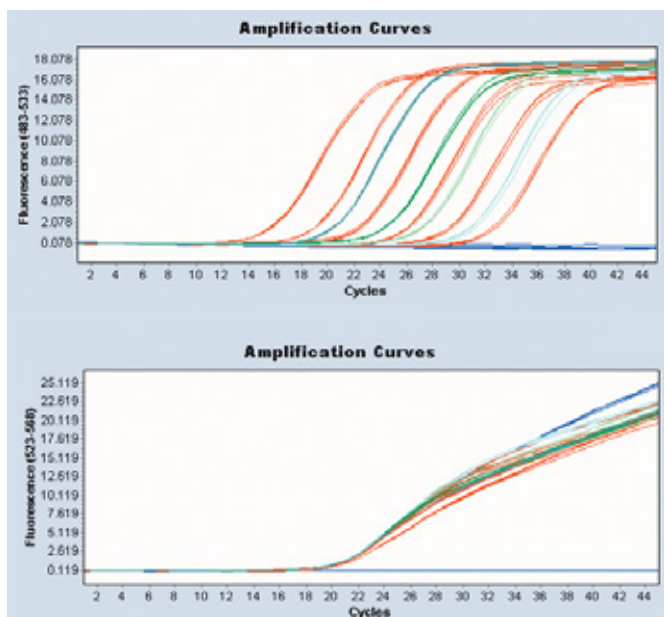 Amplification Curves
Fluorescence (483-533)
18.078
16.078
14.078
12.078
10.078
8.078
6.078
4.078
2.078
0.078
2 4 6 8 10 12 14 16 18 20 22 24 26 28 30 32 34 36 38 40 42 44
Cycles
Amplification Curves
Fluorescence (523-568)
25.119
22.619
20.119
17.619
15.119
12.619
10.119
7.619
5.119
2.619
0.119
2 4 6 8 10 12 14 16 18 20 22 24 26 28 30 32 34 36 38 40 42 44
Cycles